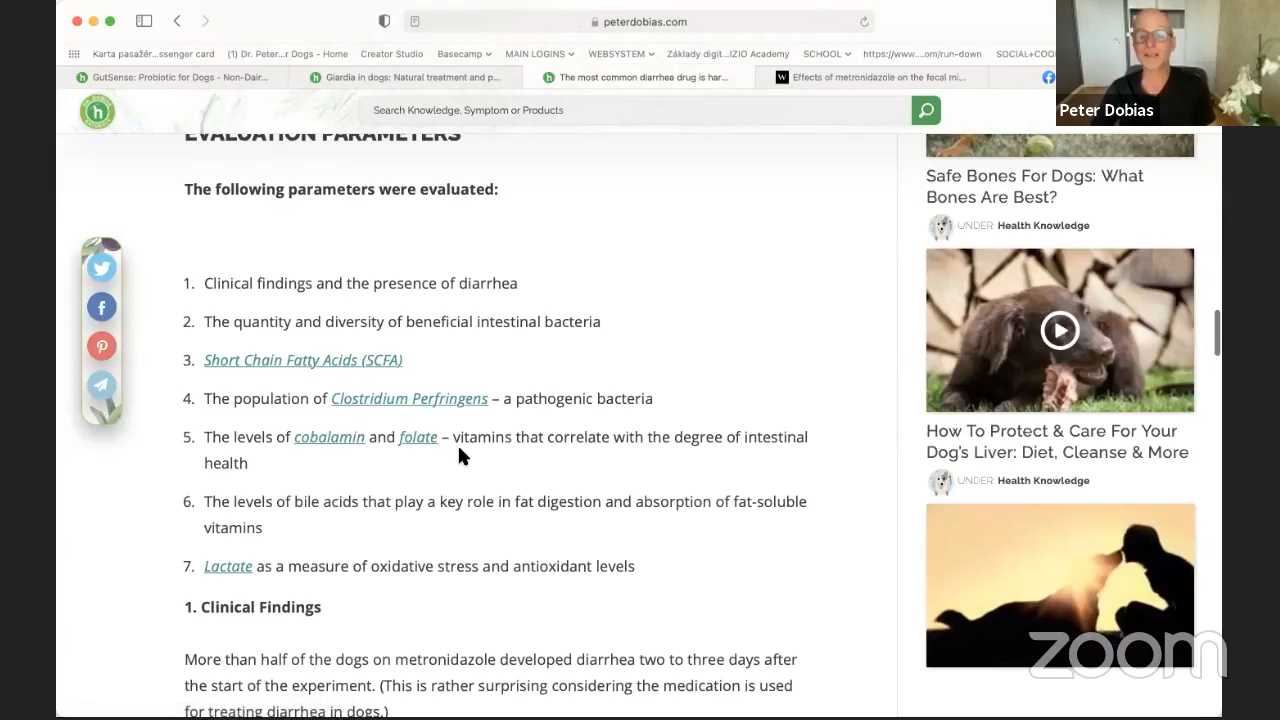 peterdobias.com
Karta pasažér...ssenger card
(1) Dr. Peter...r Dogs - Home
Creator Studio
Basecamp
MAIN LOGINS
WEBSYSTEM
Základy digit...IZIO Academy
SCHOOL
https://www....om/run-down
SOCIAL+COO
GutSense: Probiotic for Dogs - Non-Dair...
Giardia in dogs: Natural treatment and p...
The most common diarrhea drug is har...
W Effects of metronidazole on the fecal mi...
Peter Dobias
h
Search Knowledge, Symptom or Products
EVALUATION PARAMETERS
The following parameters were evaluated:
1. Clinical findings and the presence of diarrhea
2. The quantity and diversity of beneficial intestinal bacteria
3. Short Chain Fatty Acids (SCFA)
4. The population of Clostridium Perfringens – a pathogenic bacteria
5. The levels of cobalamin and folate – vitamins that correlate with the degree of intestinal
health
6. The levels of bile acids that play a key role in fat digestion and absorption of fat-soluble
vitamins
7. Lactate as a measure of oxidative stress and antioxidant levels
1. Clinical Findings
More than half of the dogs on metronidazole developed diarrhea two to three days after
the start of the experiment. (This is rather surprising considering the medication is used
for treating diarrhea in dogs.)
Safe Bones For Dogs: What
Bones Are Best?
UNDER: Health Knowledge
How To Protect & Care For Your
Dog's Liver: Diet, Cleanse & More
UNDER: Health Knowledge
zoom